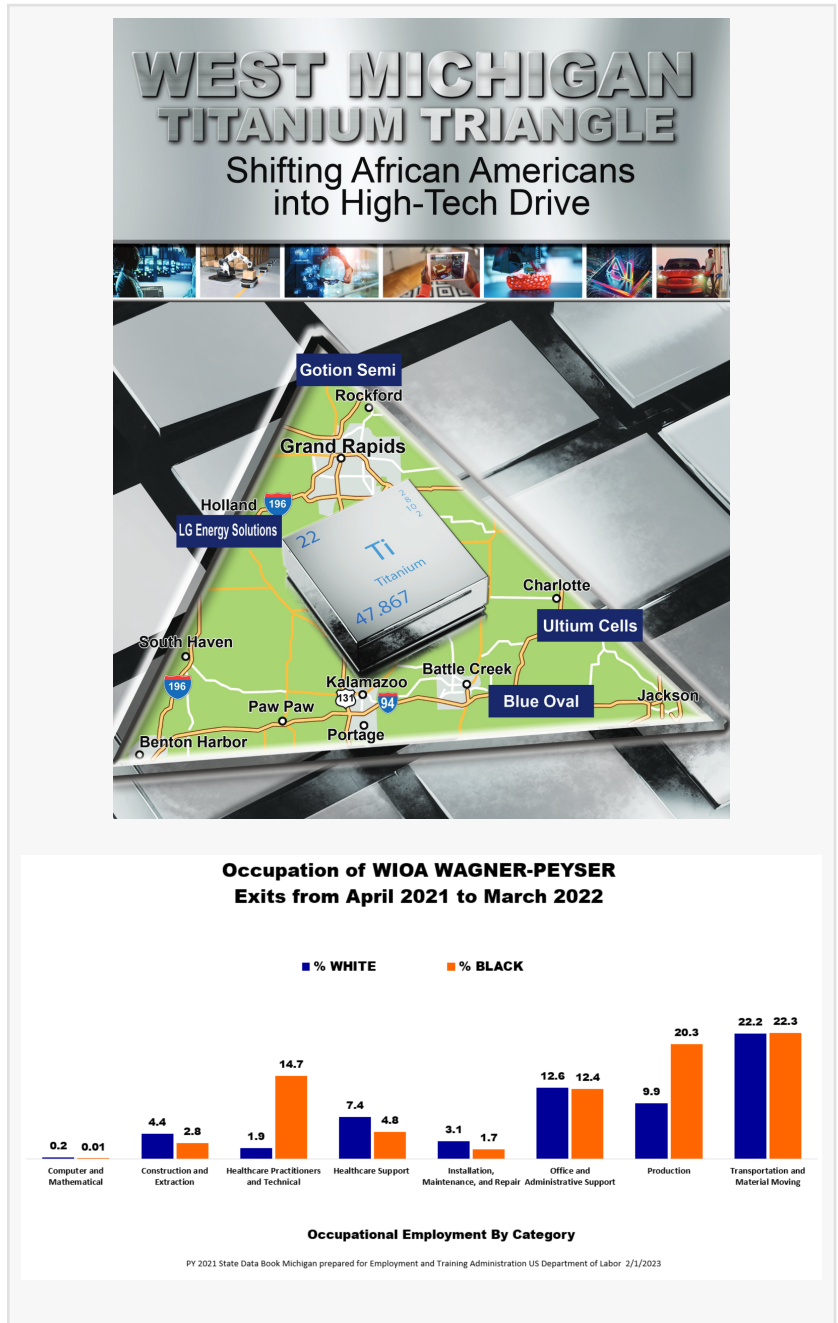 WEST MICHIGAN
TITANIUM TRIANGLE
Shifting African Americans
into High-Tech Drive
Gotion Semi
Rockford
Grand Rapids
Holland
196
LG Energy Solutions
22
2
8
10
2
Ti
Titanium
47.867
Charlotte
Ultium Cells
South Haven
196
Kalamazoo
Battle Creek
131
94
Blue Oval
Jackson
Paw Paw
Portage
Benton Harbor
Occupation of WIOA WAGNER-PEYSER
Exits from April 2021 to March 2022
% WHITE % BLACK
0.2 0.01
4.4 2.8
1.9 14.7
7.4 4.8
3.1 1.7
12.6 12.4
9.9 20.3
22.2 22.3
Computer and
Mathematical
Construction and
Extraction
Healthcare Practitioners
and Technical
Healthcare Support
Installation,
Maintenance, and Repair
Office and
Administrative Support
Production
Transportation and
Material Moving
Occupational Employment By Category
PY 2021 State Data Book Michigan prepared for Employment and Training Administration US Department of Labor 2/1/2023